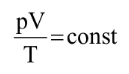 pV/T = const